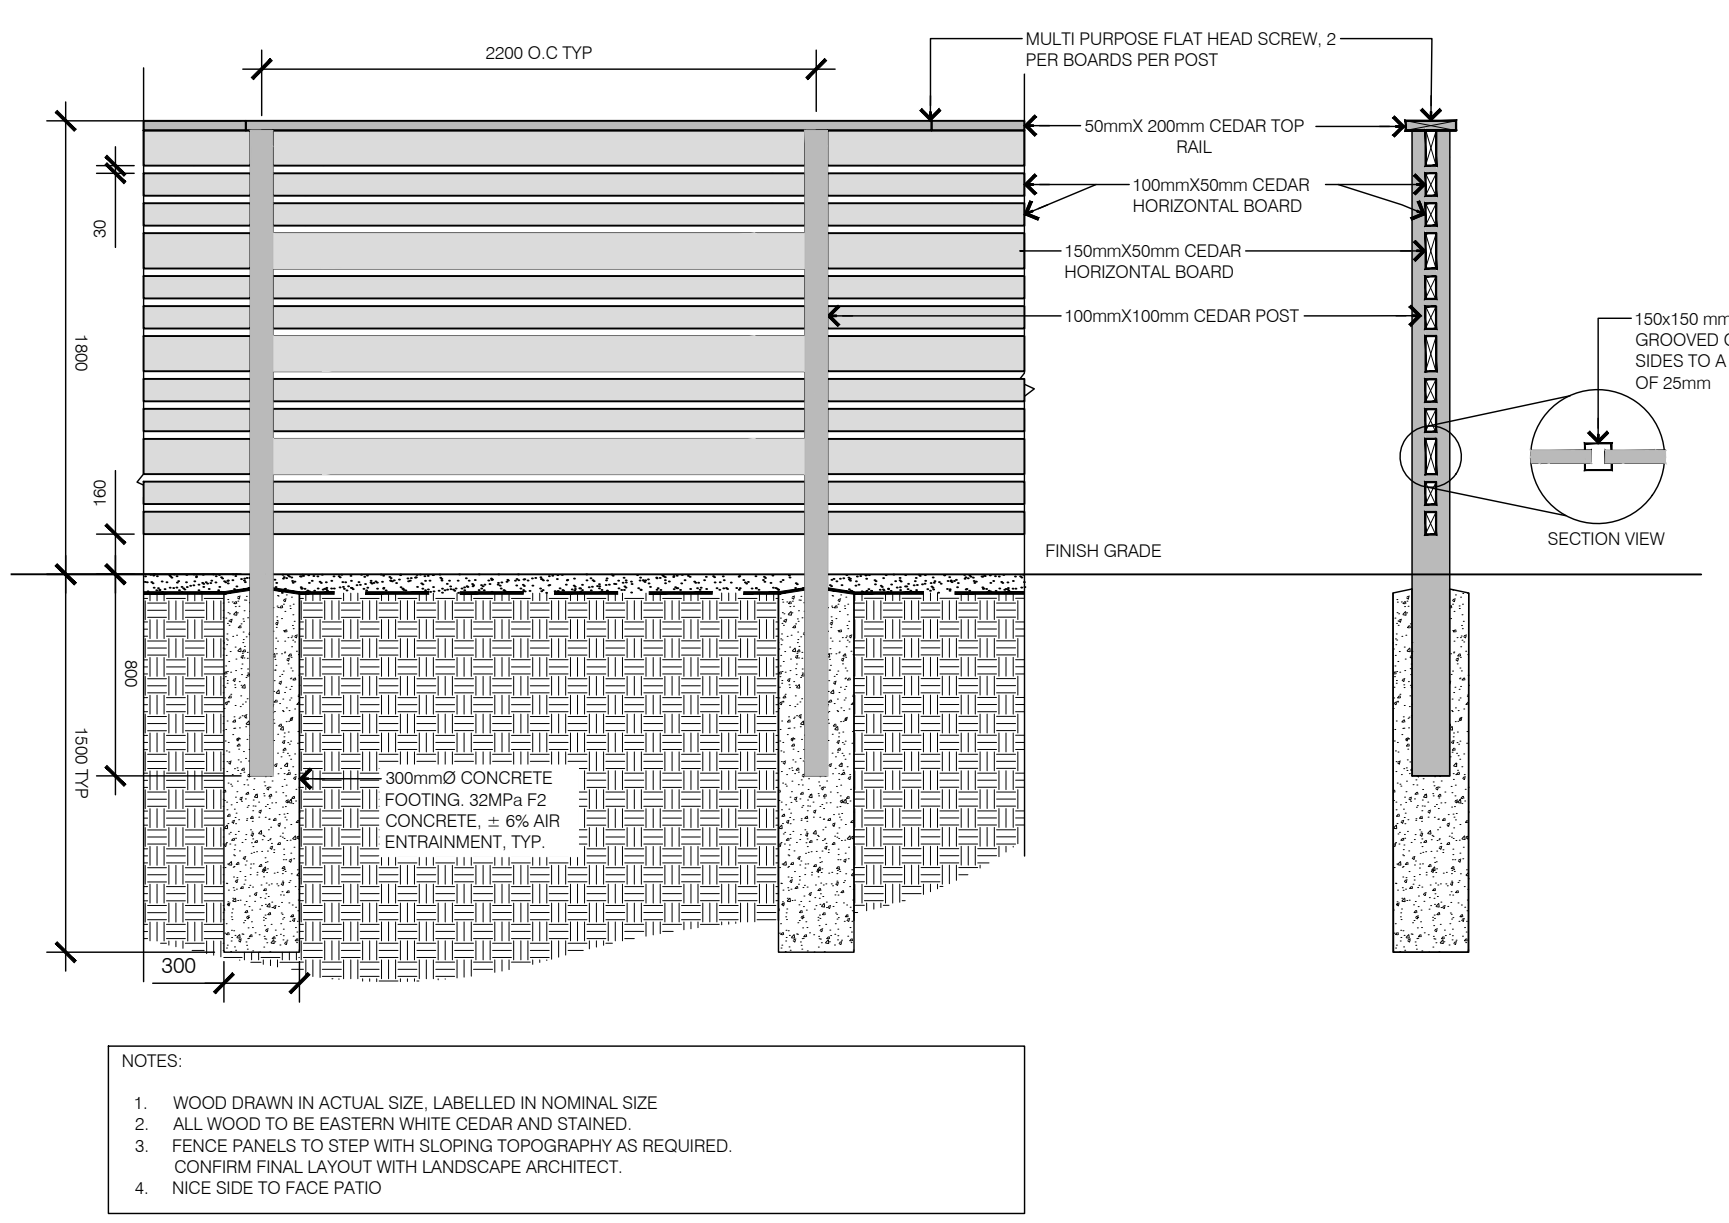 2200 O.C TYP
MULTI PURPOSE FLAT HEAD SCREW, 2
PER BOARDS PER POST
50mmX 200mm CEDAR TOP
RAIL
100mmX50mm CEDAR
HORIZONTAL BOARD
30
150mmX50mm CEDAR
HORIZONTAL BOARD
100mmX100mm CEDAR POST
150x150 mm
GROOVED
SIDES TO A
OF 25mm
1800
160
SECTION VIEW
FINISH GRADE
800
1500 TYP
300mmØ CONCRETE
FOOTING. 32MPa F2
CONCRETE, ± 6% AIR
ENTRAINMENT, TYP.
300
NOTES:
1. WOOD DRAWN IN ACTUAL SIZE, LABELLED IN NOMINAL SIZE
2. ALL WOOD TO BE EASTERN WHITE CEDAR AND STAINED.
3. FENCE PANELS TO STEP WITH SLOPING TOPOGRAPHY AS REQUIRED.
CONFIRM FINAL LAYOUT WITH LANDSCAPE ARCHITECT.
4. NICE SIDE TO FACE PATIO